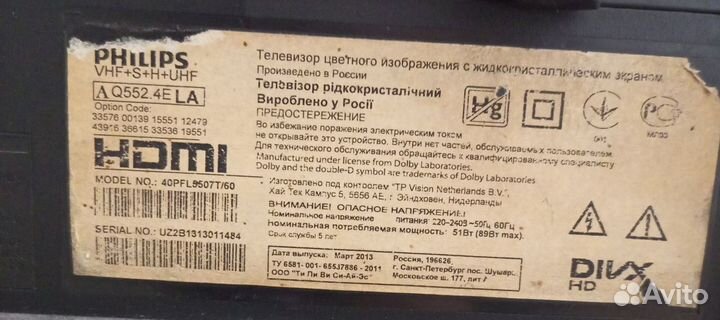 PHILIPS
VHF+S+H+UHF
A Q552.4E LA
Option Code:
33576 00139 15551 12479
43916 36615 33536 19551
HDMI
MODEL NO.: 40PFL9507T/60
SERIAL NO.: UZ2B1313011484
Телевизор цветного изображения с жидкокристаллическим экраном
Произведено в России
Телевізор рідкокристалічний
Вироблено у Росії
ПРЕДОСТЕРЕЖЕНИЕ
Hg
PC
МЕ93
Во избежание поражения электрическим током
не открывайте это устройство. Внутри нет частей, обслуживаемых пользователем.
Для технического обслуживания обращайтесь к квалифицированному специалисту
Manufactured under license from Dolby Laboratories.
Dolby and the double-D symbol are trademarks of Dolby Laboratories.
Изготовлено под контролем "TP Vision Netherlands B.V.",
Хай Тек Кампус 5, 5656 AE, г. Эйндховен, Нидерланды
ВНИМАНИЕ! ОПАСНОЕ НАПРЯЖЕНИЕ!
Номинальное напряжение питания 220-240В ~50Гц, 60Гц
Номинальная потребляемая мощность: 51Вт (89Вт max).
Срок службы 5 лет
Дата выпуска: Март 2013
ТУ 6581-001-65537886-2011
ООО "Ти Пи Ви Си-Ай-Эс"
Россия, 196626,
г. Санкт-Петербург пос. Шушары
Московское ш. 177, лит
DIVX
HD
Avito